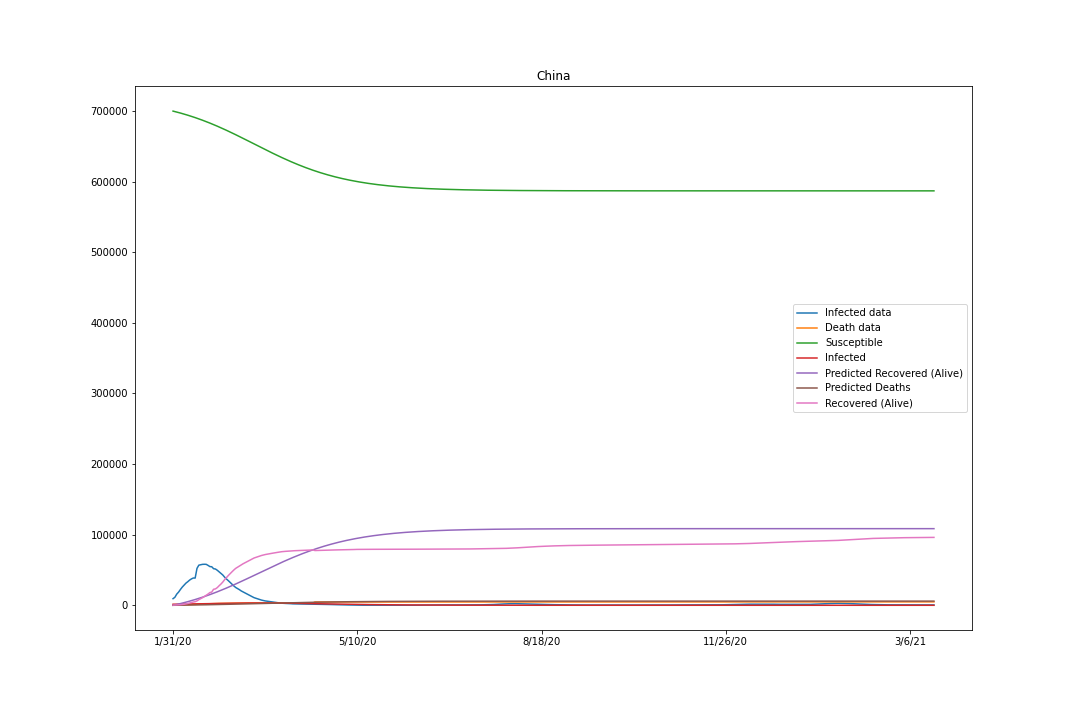 China
700000
600000
500000
400000
300000
200000
100000
0
Infected data
Death data
Susceptible
Infected
Predicted Recovered (Alive)
Predicted Deaths
Recovered (Alive)
1/31/20 5/10/20 8/18/20 11/26/20 3/6/21